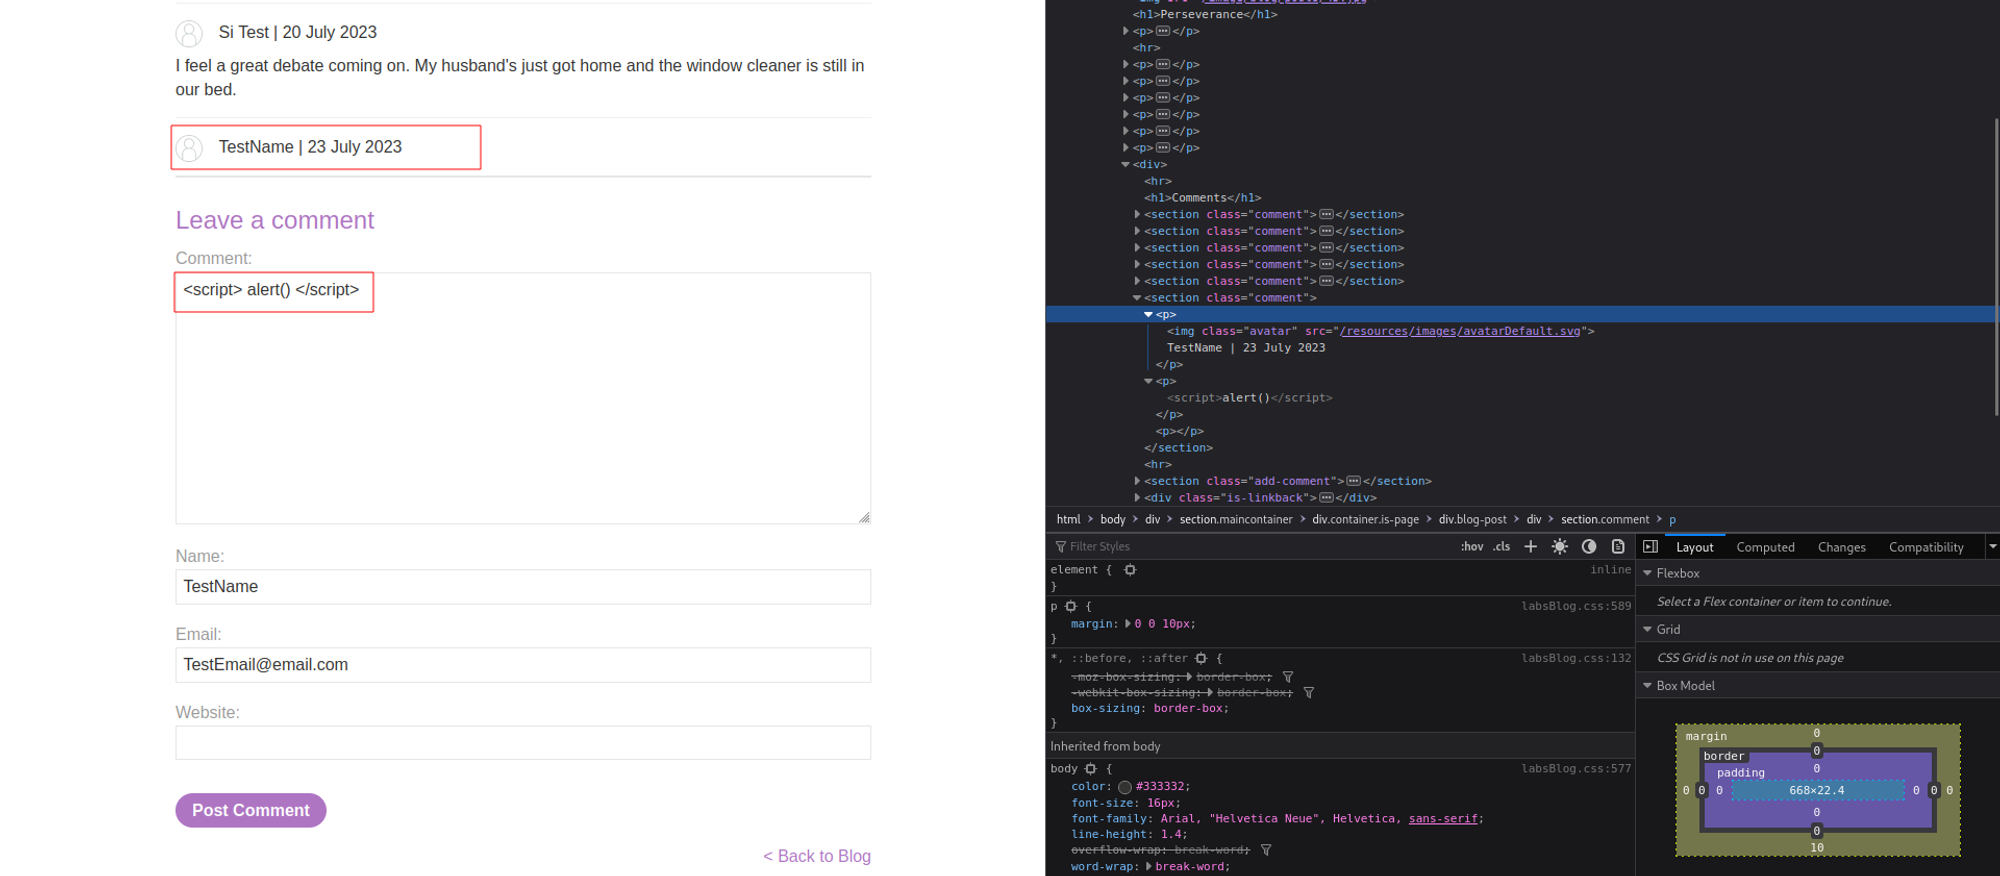 Si Test | 20 July 2023
I feel a great debate coming on. My husband's just got home and the window cleaner is still in
our bed.
TestName | 23 July 2023
Leave a comment
Comment:
<script> alert() </script>
Name:
TestName
Email:
TestEmail@email.com
Website:
Post Comment
< Back to Blog
<h1>Perseverance</h1>
<p></p>
<hr>
<p></p>
<p></p>
<p></p>
<p></p>
<p></p>
<p></p>
<div>
<hr>
<h1>Comments</h1>
<section class="comment"></section>
<section class="comment"></section>
<section class="comment"></section>
<section class="comment"></section>
<section class="comment"></section>
<section class="comment">
<p>
<img class="avatar" src="/resources/images/avatarDefault.svg">
TestName | 23 July 2023
</p>
<p>
<script>alert()</script>
</p>
<p></p>
</section>
<hr>
<section class="add-comment"></section>
<div class="is-linkback"></div>
html > body > div > section.maincontainer > div.container.is-page > div.blog-post > div > section.comment > p
Filter Styles :hov .cls
element { inline
}
p { labsBlog.css:589
margin: 0 0 10px;
}
*, ::before, ::after { labsBlog.css:132
-moz-box-sizing: border-box;
-webkit-box-sizing: border-box;
box-sizing: border-box;
}
Inherited from body
body { labsBlog.css:577
color: #333332;
font-size: 16px;
font-family: Arial, "Helvetica Neue", Helvetica, sans-serif;
line-height: 1.4;
overflow-wrap: break-word;
word-wrap: break-word;
Layout Computed Changes Compatibility
Flexbox
Select a Flex container or item to continue.
Grid
CSS Grid is not in use on this page
Box Model
margin 0
border 0
padding 0
0 0 0 668×22.4 0 0 0
0
0
10